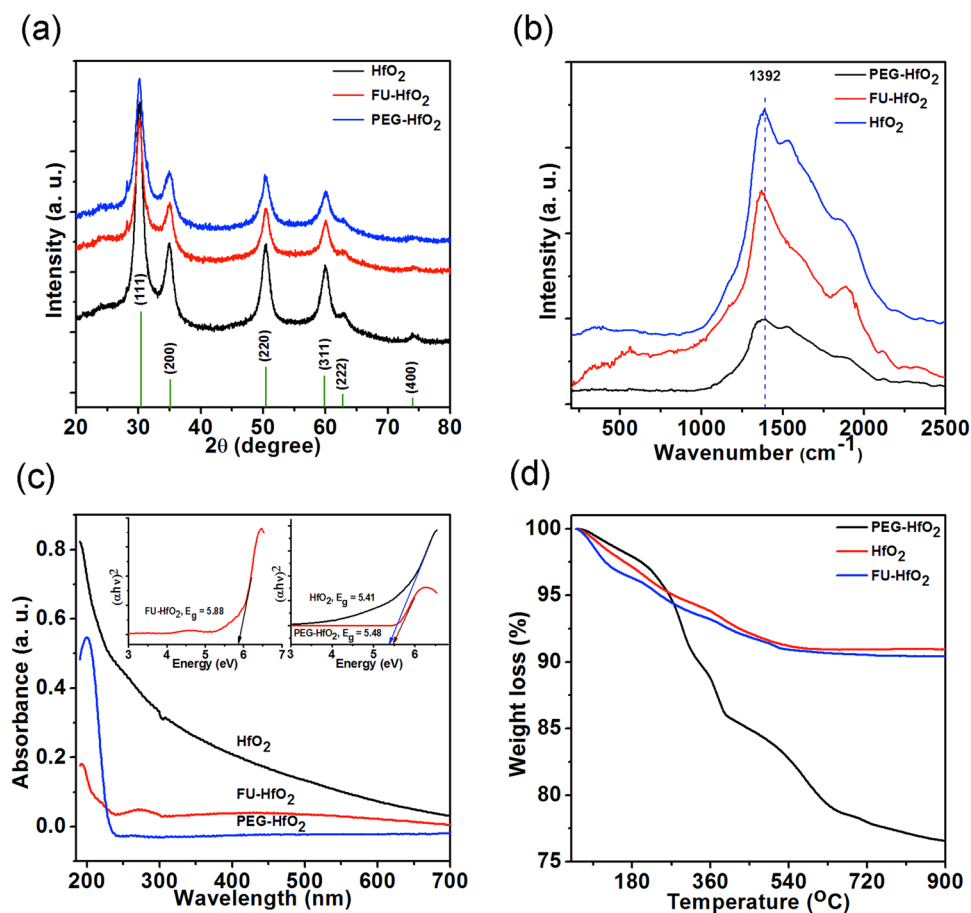 (a)
HfO₂
FU-HfO₂
PEG-HfO₂
Intensity (a. u.)
(111)
(200)
(220)
(311)
(222)
(400)
20 30 40 50 60 70 80
2θ (degree)
(b)
1392
PEG-HfO₂
FU-HfO₂
HfO₂
Intensity (a. u.)
500 1000 1500 2000 2500
Wavenumber (cm⁻¹)
(c)
Absorbance (a. u.)
0.8
0.6
0.4
0.2
0.0
(αhν)²
FU-HfO₂, E_g = 5.88
3 4 5 6 7
Energy (eV)
(αhν)²
HfO₂, E_g = 5.41
PEG-HfO₂, E_g = 5.48
3 4 5 6
Energy (eV)
HfO₂
FU-HfO₂
PEG-HfO₂
200 300 400 500 600 700
Wavelength (nm)
(d)
PEG-HfO₂
HfO₂
FU-HfO₂
Weight loss (%)
100
95
90
85
80
75
180 360 540 720 900
Temperature (°C)